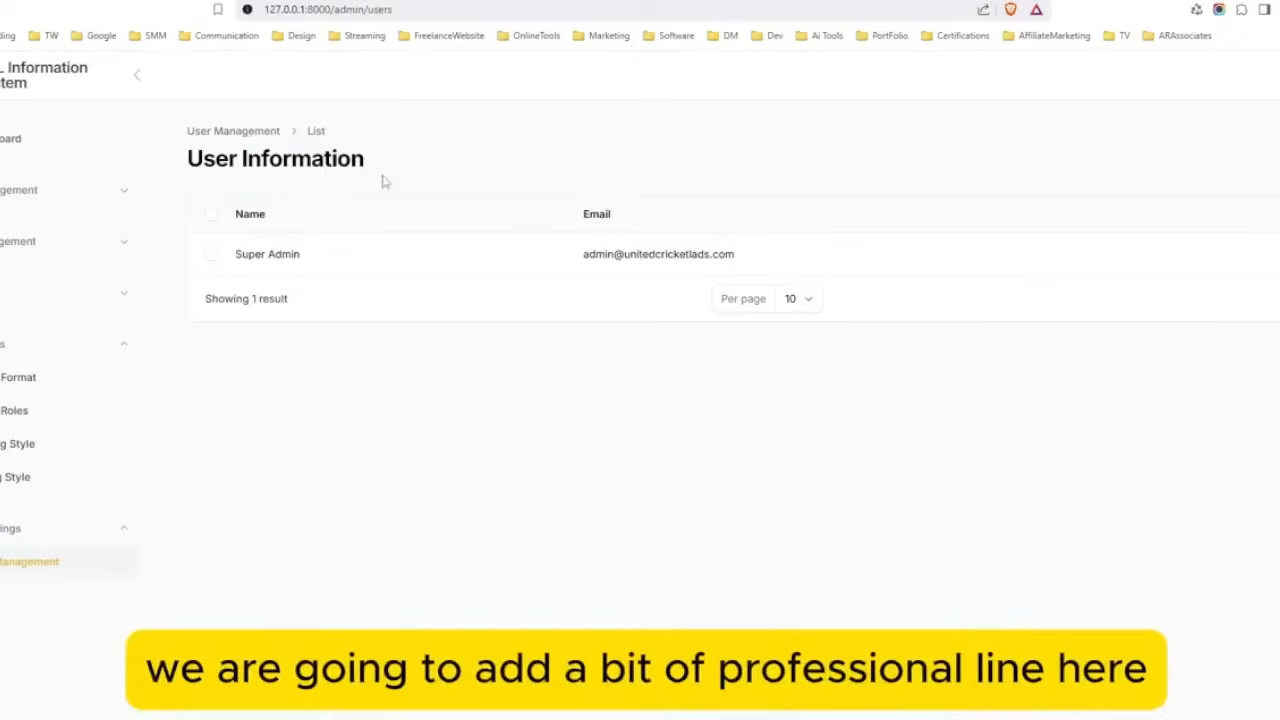 127.0.0.1:8000/admin/users
ding TW Google SMM Communication Design Streaming FreelanceWebsite OnlineTools Marketing Software DM Dev Ai Tools PortFolio Certifications AffiliateMarketing TV ARAssociates
L Information
tem
oard
gement
gement
s
Format
Roles
g Style
g Style
ings
Management
User Management > List
User Information
Name Email
Super Admin admin@unitedcricketlads.com
Showing 1 result Per page 10
we are going to add a bit of professional line here